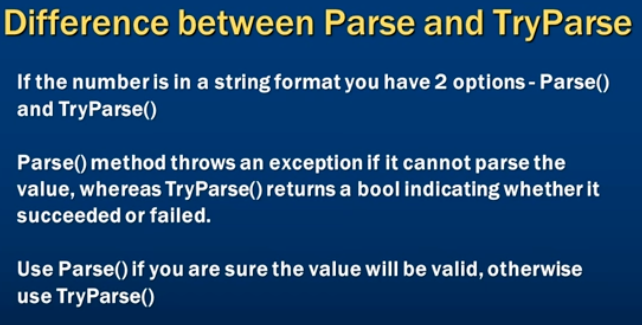 Difference between Parse and TryParse
If the number is in a string format you have 2 options - Parse()
and TryParse()
Parse() method throws an exception if it cannot parse the
value, whereas TryParse() returns a bool indicating whether it
succeeded or failed.
Use Parse() if you are sure the value will be valid, otherwise
use TryParse()